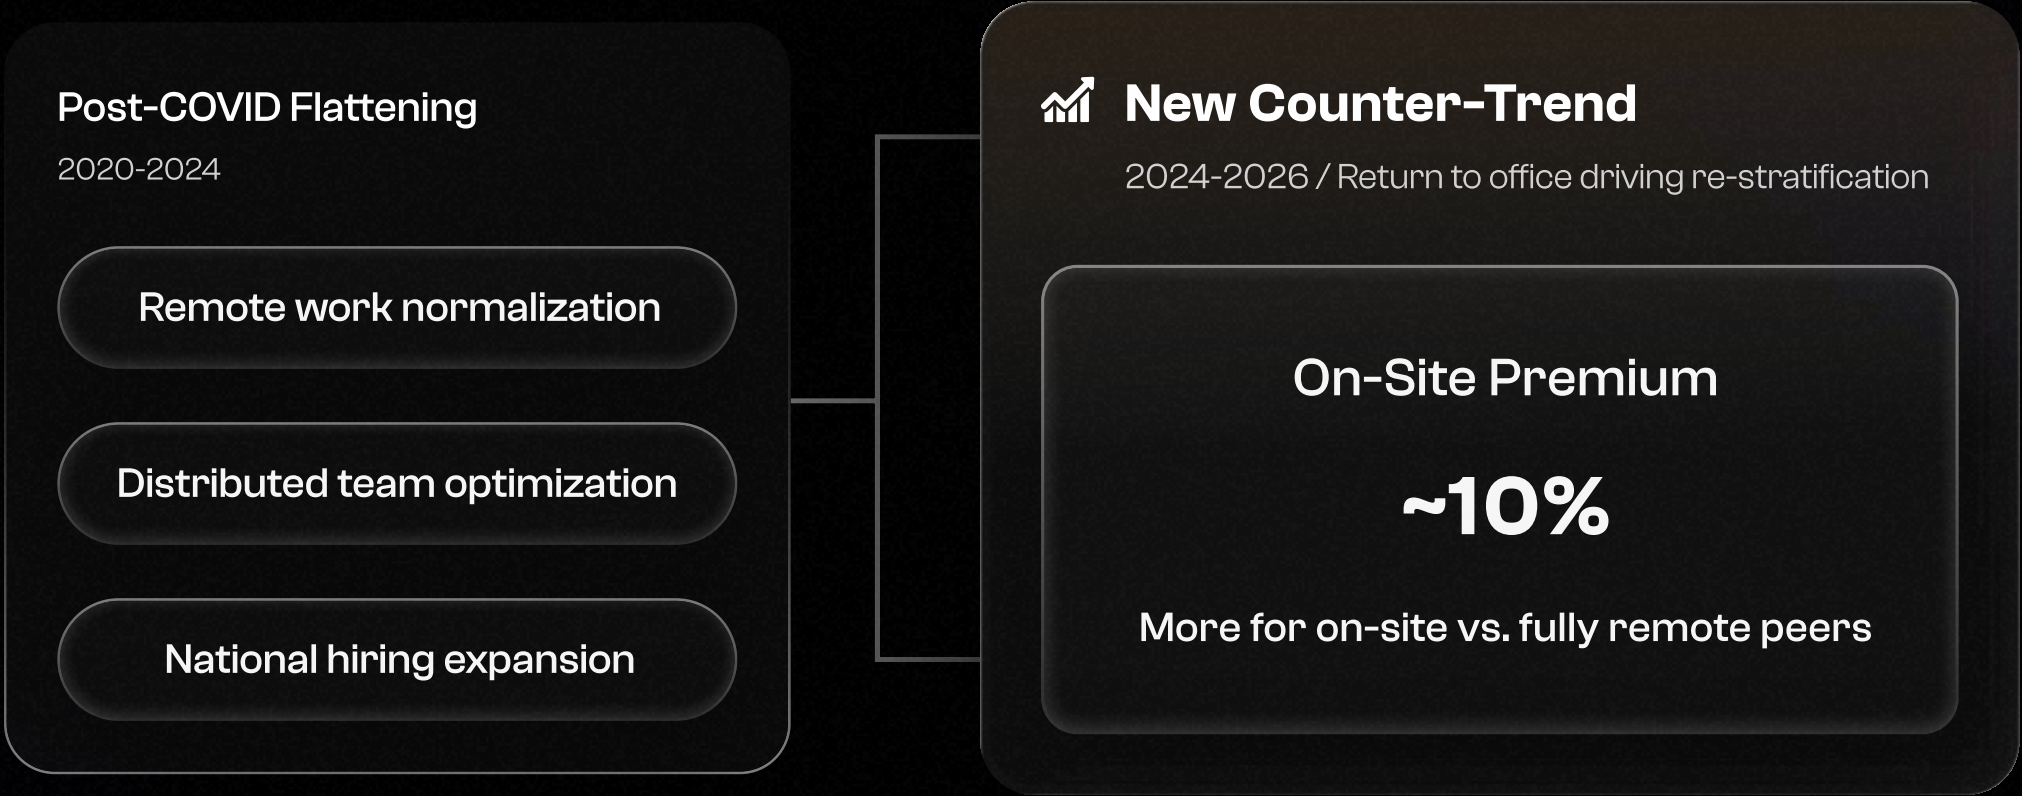 Post-COVID Flattening
2020-2024
Remote work normalization
Distributed team optimization
National hiring expansion
New Counter-Trend
2024-2026 / Return to office driving re-stratification
On-Site Premium
~10%
More for on-site vs. fully remote peers